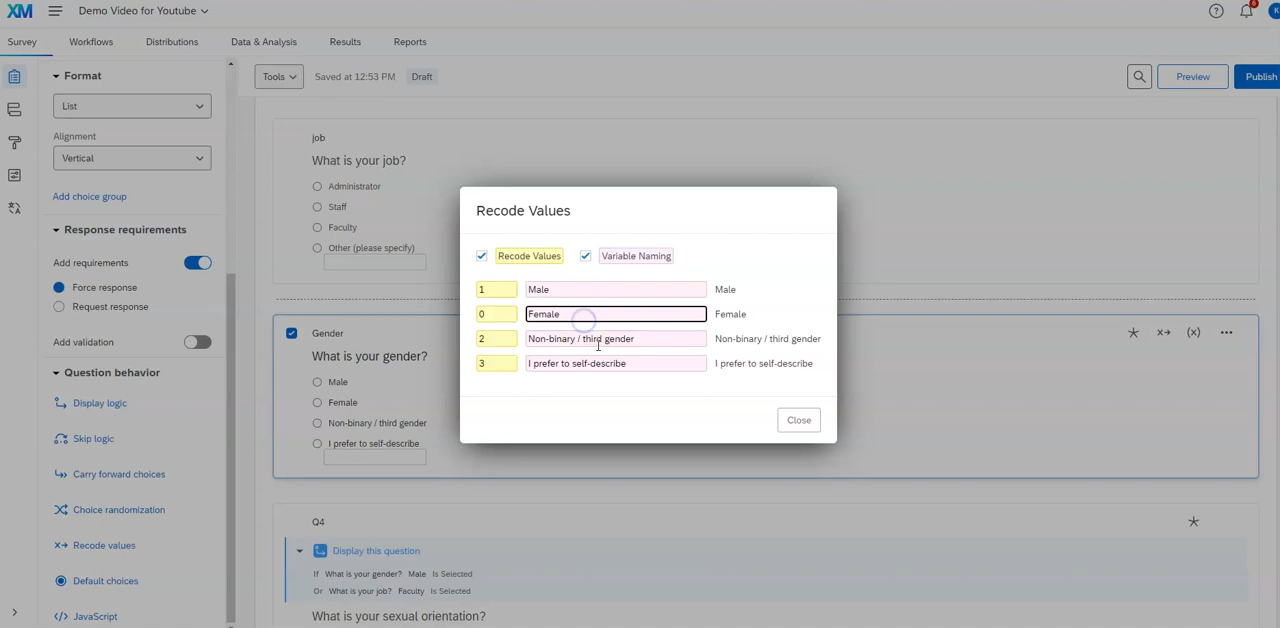 XM Demo Video for Youtube
6
K
Survey Workflows Distributions Data & Analysis Results Reports
Format
List
Alignment
Vertical
Add choice group
Response requirements
Add requirements
Force response
Request response
Add validation
Question behavior
Display logic
Skip logic
Carry forward choices
Choice randomization
Recode values
Default choices
JavaScript
Tools Saved at 12:53 PM Draft Preview Publish
job
What is your job?
Administrator
Staff
Faculty
Other (please specify)
Gender
What is your gender?
Male
Female
Non-binary / third gender
I prefer to self-describe
Recode Values
Recode Values Variable Naming
1 Male Male
0 Female Female
2 Non-binary / third gender Non-binary / third gender
3 I prefer to self-describe I prefer to self-describe
Close
Q4
Display this question
If What is your gender? Male Is Selected
Or What is your job? Faculty Is Selected
What is your sexual orientation?